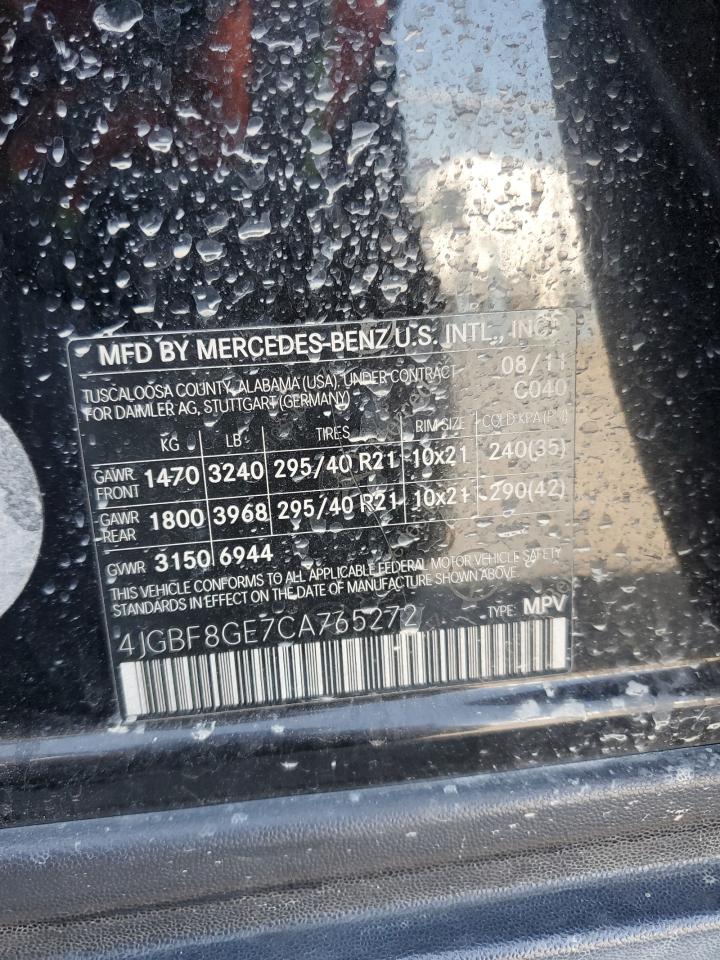 MFD BY MERCEDES-BENZ U.S. INTL., INC.
TUSCALOOSA COUNTY, ALABAMA (USA), UNDER CONTRACT 08/11
FOR DAIMLER AG, STUTTGART (GERMANY) C040
KG LB TIRES RIM SIZE COLD KPA (PSI)
GAWR FRONT 1470 3240 295/40 R21 10x21 240(35)
GAWR REAR 1800 3968 295/40 R21 10x21 290(42)
GVWR 3150 6944
THIS VEHICLE CONFORMS TO ALL APPLICABLE FEDERAL MOTOR VEHICLE SAFETY
STANDARDS IN EFFECT ON THE DATE OF MANUFACTURE SHOWN ABOVE.
4JGBF8GE7CA765272 TYPE: MPV